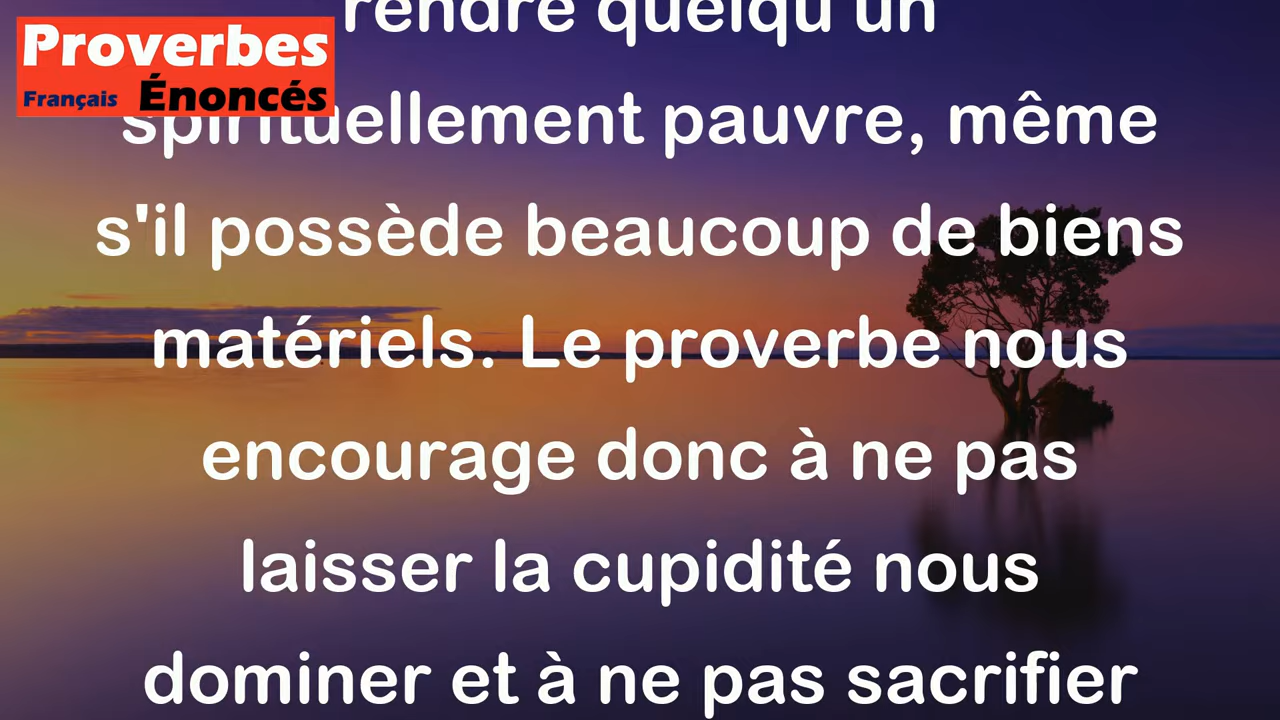 Proverbes
Français Énoncés
rendre quelqu'un
spirituellement pauvre, même
s'il possède beaucoup de biens
matériels. Le proverbe nous
encourage donc à ne pas
laisser la cupidité nous
dominer et à ne pas sacrifier